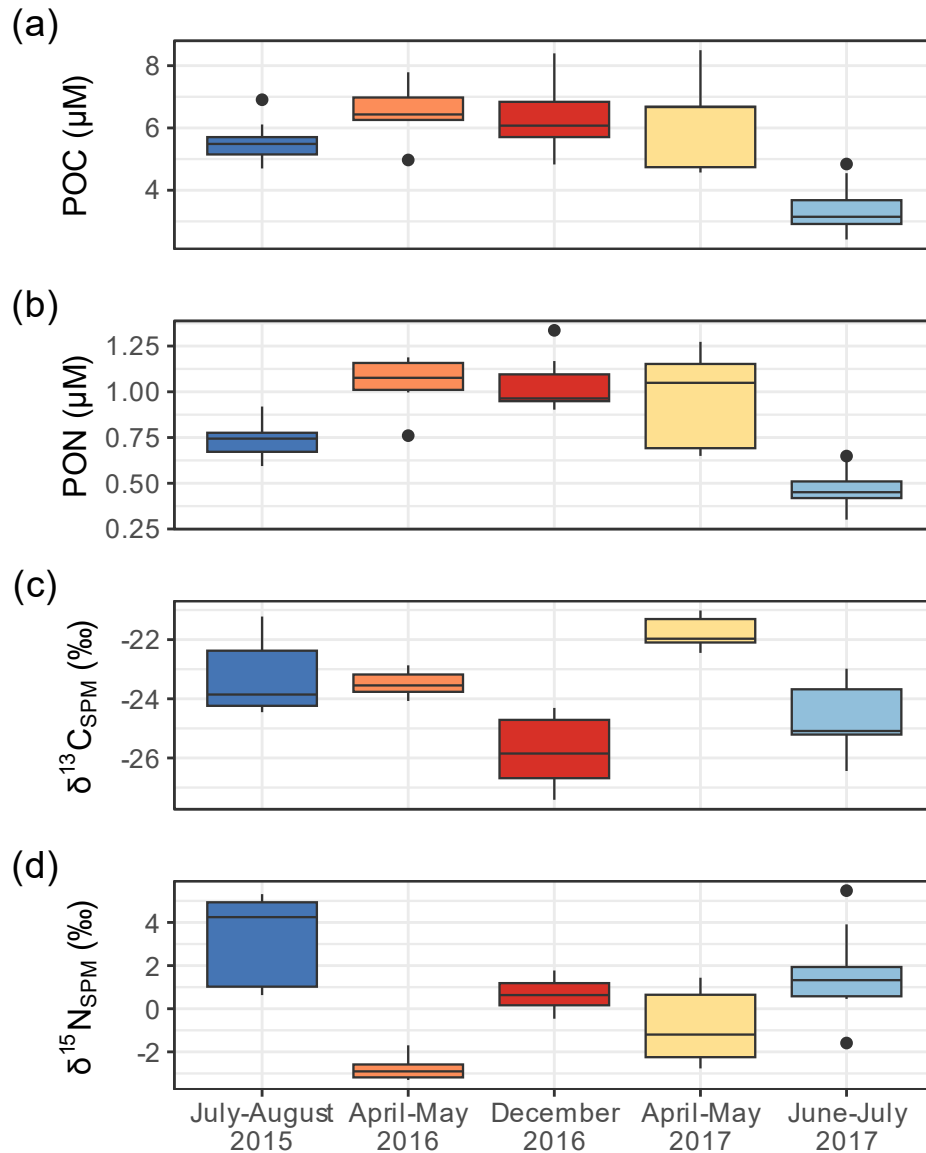 (a)
POC (µM)
8
6
4
(b)
PON (µM)
1.25
1.00
0.75
0.50
0.25
(c)
δ¹³C_SPM (‰)
-22
-24
-26
(d)
δ¹⁵N_SPM (‰)
4
2
0
-2
July-August April-May December April-May June-July
2015 2016 2016 2017 2017